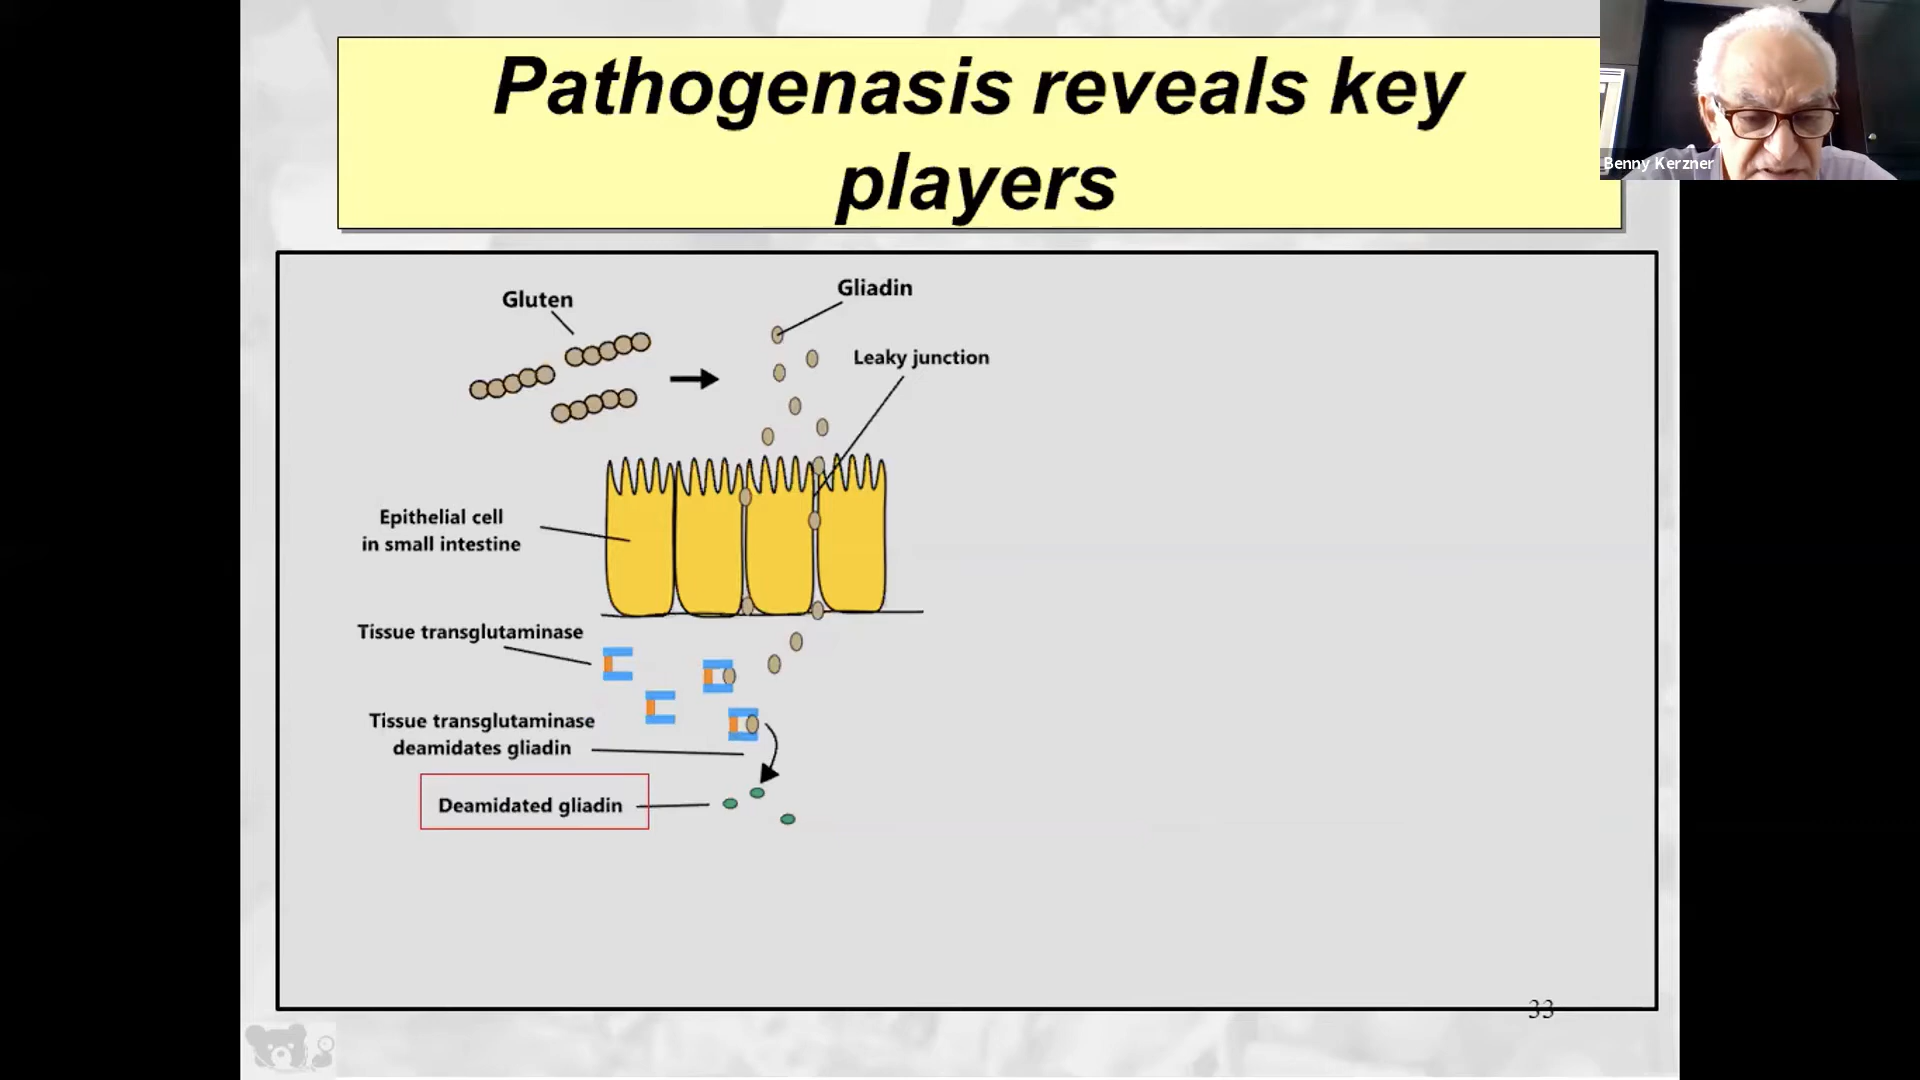 Pathogenasis reveals key
players
Benny Kerzner
Gluten
Gliadin
Leaky junction
Epithelial cell
in small intestine
Tissue transglutaminase
Tissue transglutaminase
deamidates gliadin
Deamidated gliadin
33